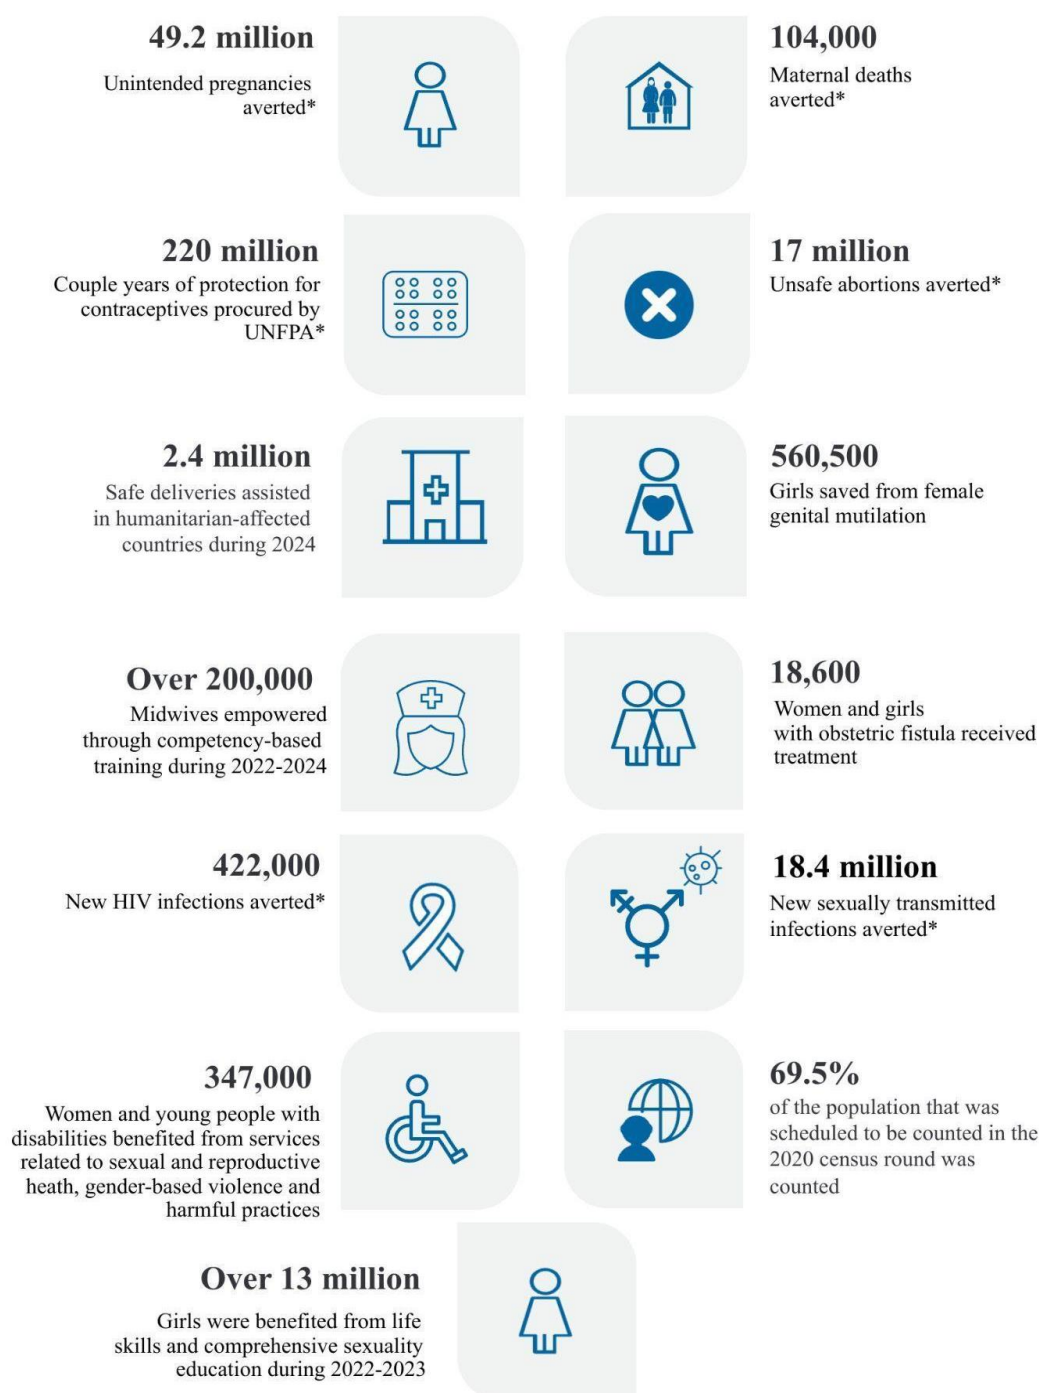 49.2 million
Unintended pregnancies
averted*
104,000
Maternal deaths
averted*
220 million
Couple years of protection for
contraceptives procured by
UNFPA*
17 million
Unsafe abortions averted*
2.4 million
Safe deliveries assisted
in humanitarian-affected
countries during 2024
560,500
Girls saved from female
genital mutilation
Over 200,000
Midwives empowered
through competency-based
training during 2022-2024
18,600
Women and girls
with obstetric fistula received
treatment
422,000
New HIV infections averted*
18.4 million
New sexually transmitted
infections averted*
347,000
Women and young people with
disabilities benefited from services
related to sexual and reproductive
heath, gender-based violence and
harmful practices
69.5%
of the population that was
scheduled to be counted in the
2020 census round was
counted
Over 13 million
Girls were benefited from life
skills and comprehensive sexuality
education during 2022-2023